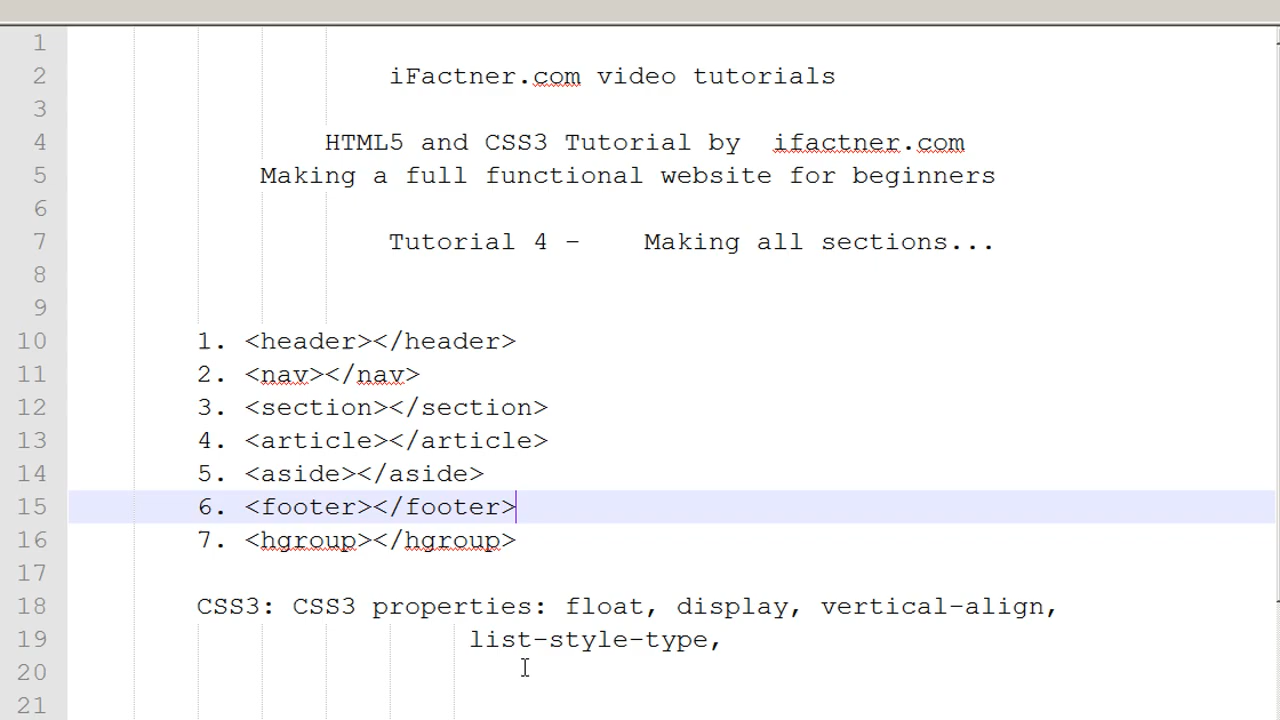 1
2 iFactner.com video tutorials
3
4 HTML5 and CSS3 Tutorial by ifactner.com
5 Making a full functional website for beginners
6
7 Tutorial 4 - Making all sections...
8
9
10 1. <header></header>
11 2. <nav></nav>
12 3. <section></section>
13 4. <article></article>
14 5. <aside></aside>
15 6. <footer></footer>
16 7. <hgroup></hgroup>
17
18 CSS3: CSS3 properties: float, display, vertical-align,
19 list-style-type,
20
21